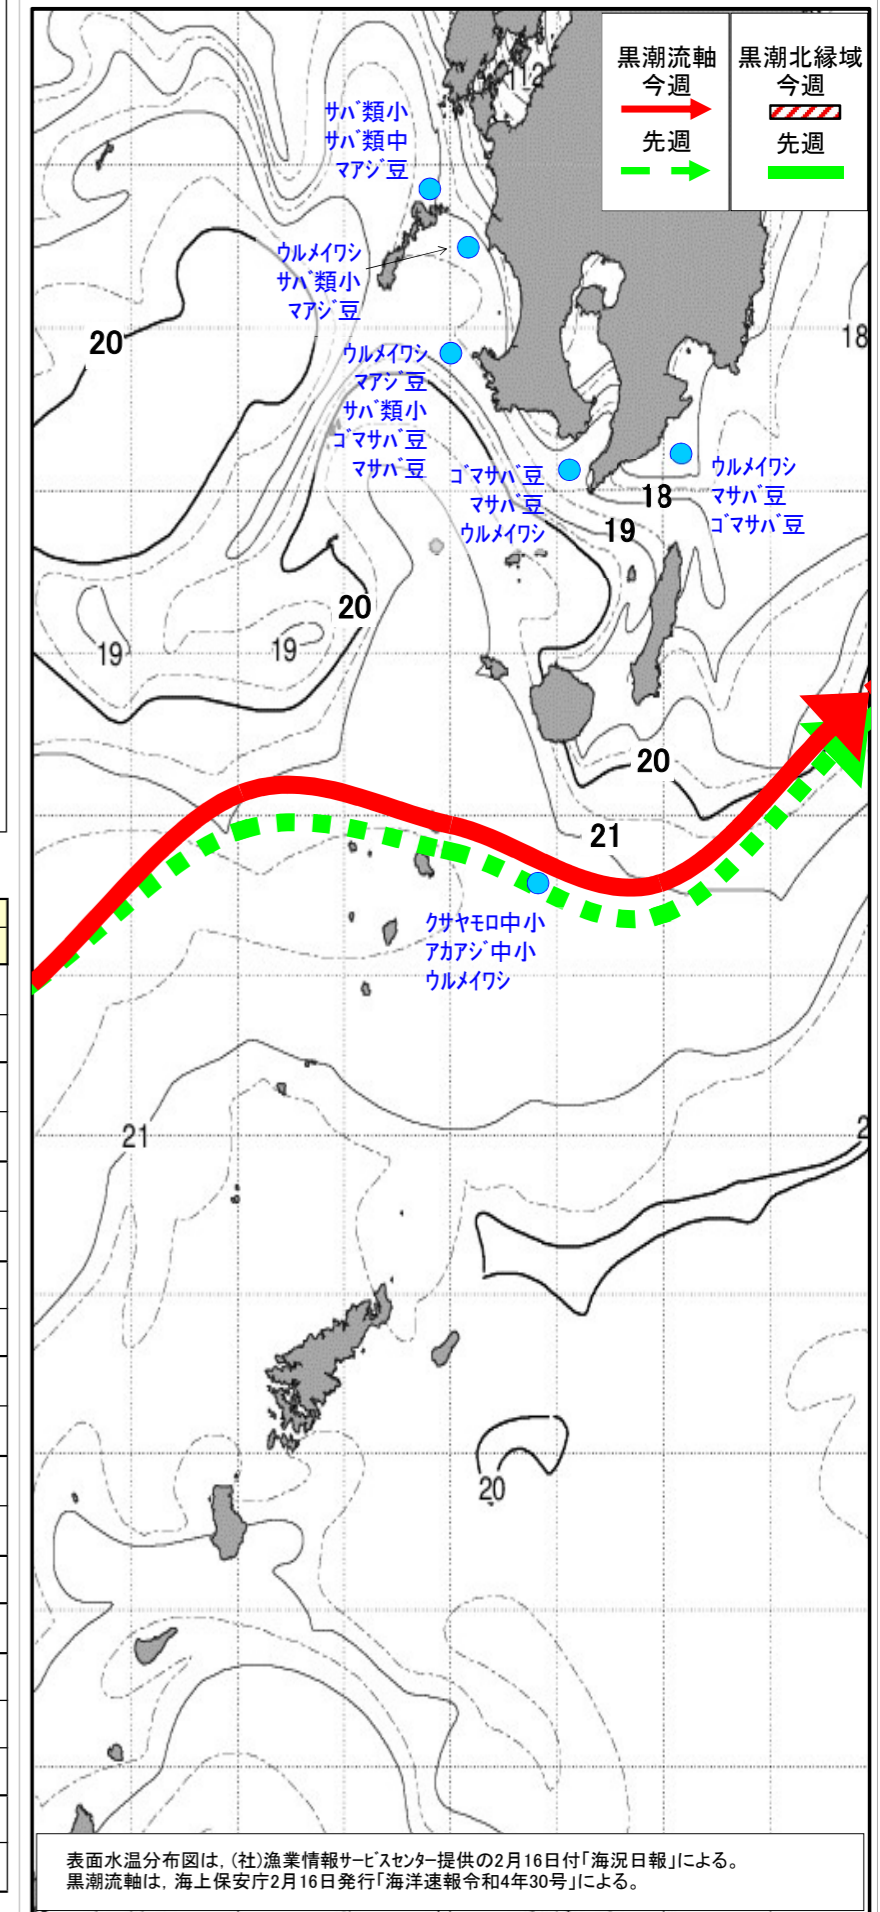 黒潮流軸
今週
先週
黒潮北縁域
今週
先週
サバ類小
サバ類中
マアジ豆
ウルメイワシ
サバ類小
マアジ豆
20
18
ウルメイワシ
マアジ豆
サバ類小
ゴマサバ豆
マサバ豆
ゴマサバ豆
マサバ豆
ウルメイワシ
ウルメイワシ
マサバ豆
ゴマサバ豆
18
19
20
19
19
20
21
クサヤモロ中小
アカアジ中小
ウルメイワシ
21
20
表面水温分布図は，(社)漁業情報サービスセンター提供の2月16日付「海況日報」による。
黒潮流軸は，海上保安庁2月16日発行「海洋速報令和4年30号」による。